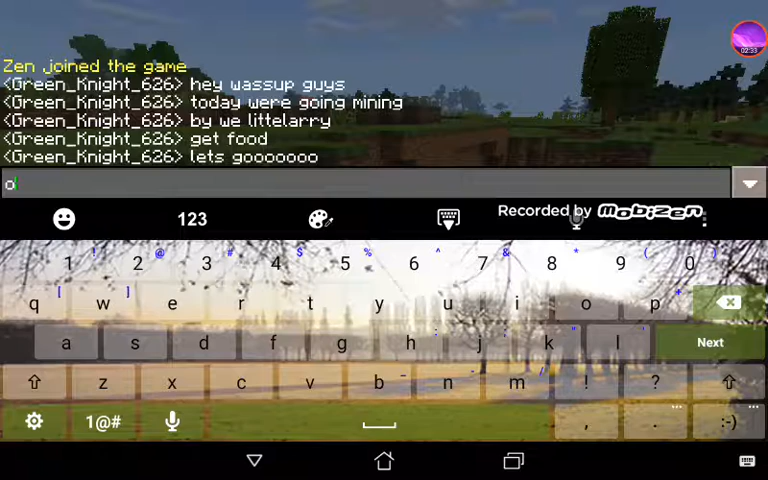 02:33
Zen joined the game
<Green_Knight_626> hey wassup guys
<Green_Knight_626> today were going mining
<Green_Knight_626> by we littelarry
<Green_Knight_626> get food
<Green_Knight_626> lets gooooooo
o
123
Recorded by mobizen
! @ # $ % ^ & * ( )
1 2 3 4 5 6 7 8 9 0
[ ] +
q w e r t y u i o p
: ; " '
a s d f g h j k l Next
- /
z x c v b n m ! ?
1@# , . :-)